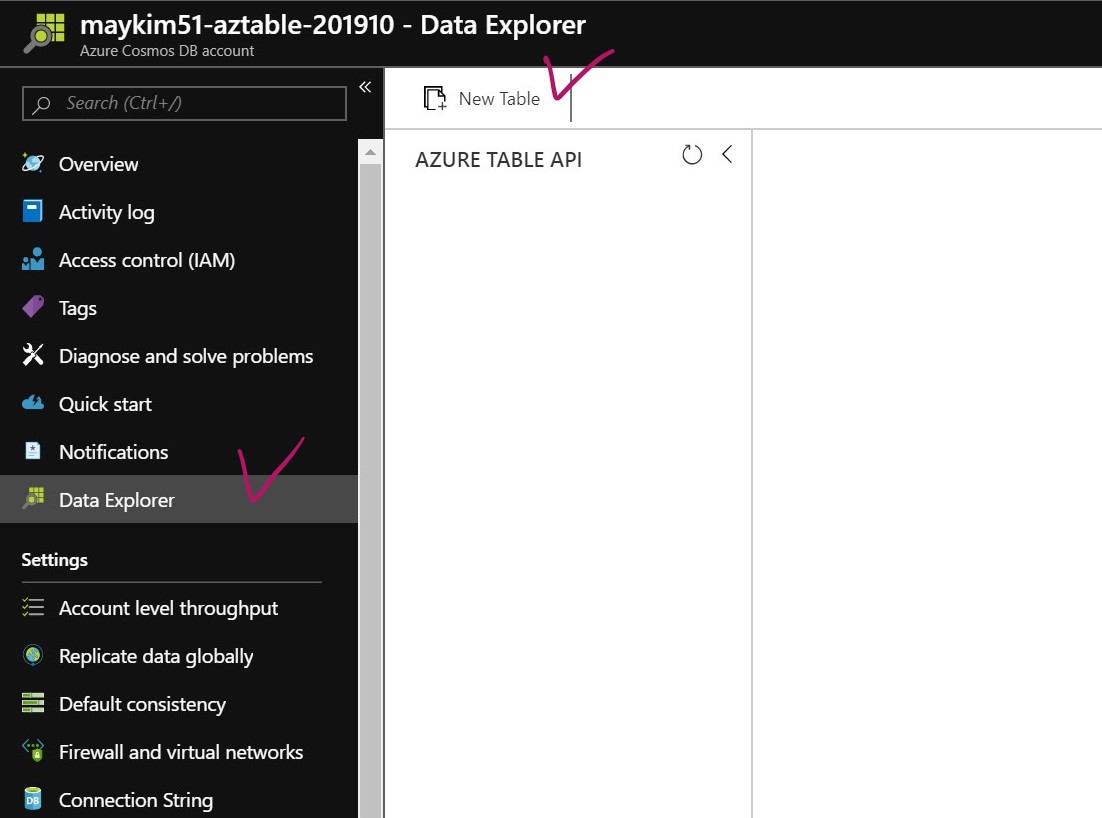 maykim51-aztable-201910 - Data Explorer
Azure Cosmos DB account
Search (Ctrl+/)
«
Overview
Activity log
Access control (IAM)
Tags
Diagnose and solve problems
Quick start
Notifications
Data Explorer
Settings
Account level throughput
Replicate data globally
Default consistency
Firewall and virtual networks
DB Connection String
New Table
AZURE TABLE API